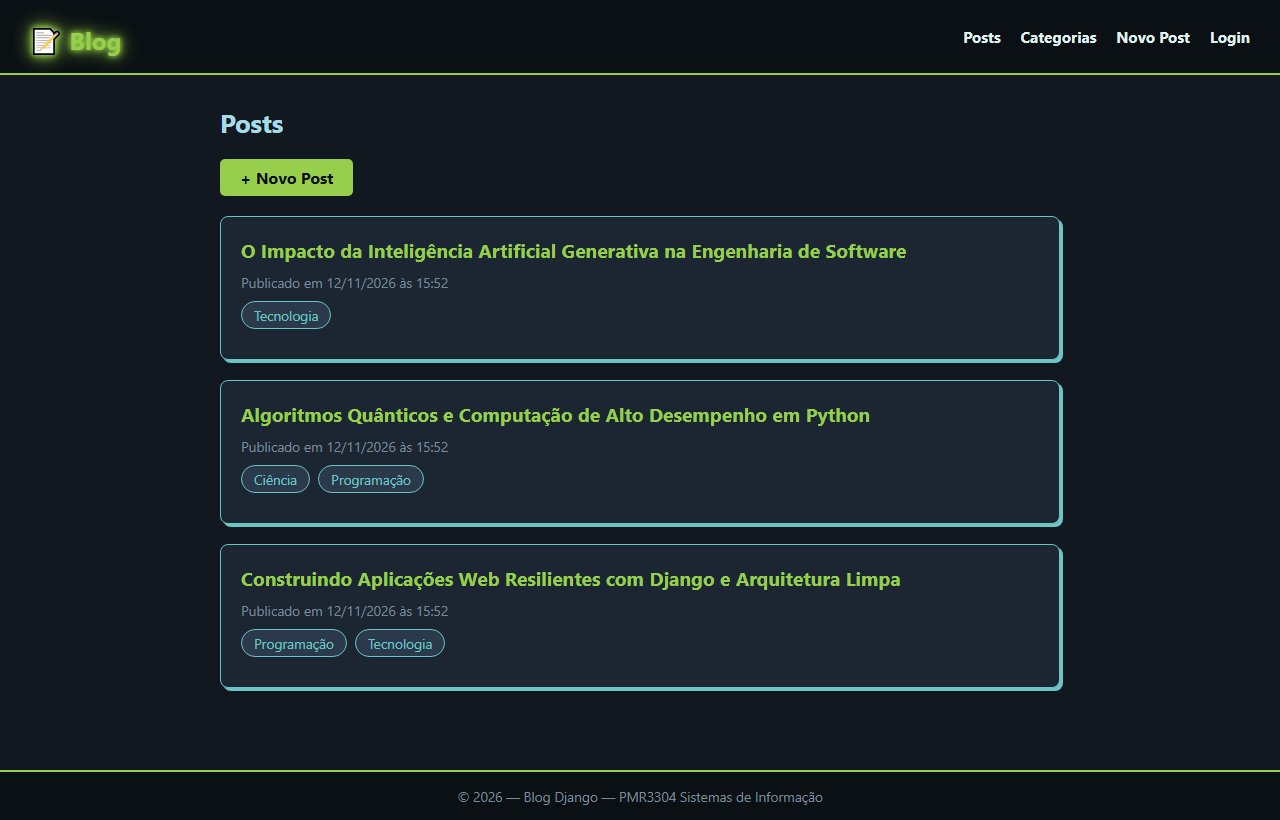 Blog
Posts Categorias Novo Post Login
Posts
+ Novo Post
O Impacto da Inteligência Artificial Generativa na Engenharia de Software
Publicado em 12/11/2026 às 15:52
Tecnologia
Algoritmos Quânticos e Computação de Alto Desempenho em Python
Publicado em 12/11/2026 às 15:52
Ciência Programação
Construindo Aplicações Web Resilientes com Django e Arquitetura Limpa
Publicado em 12/11/2026 às 15:52
Programação Tecnologia
© 2026 — Blog Django — PMR3304 Sistemas de Informação